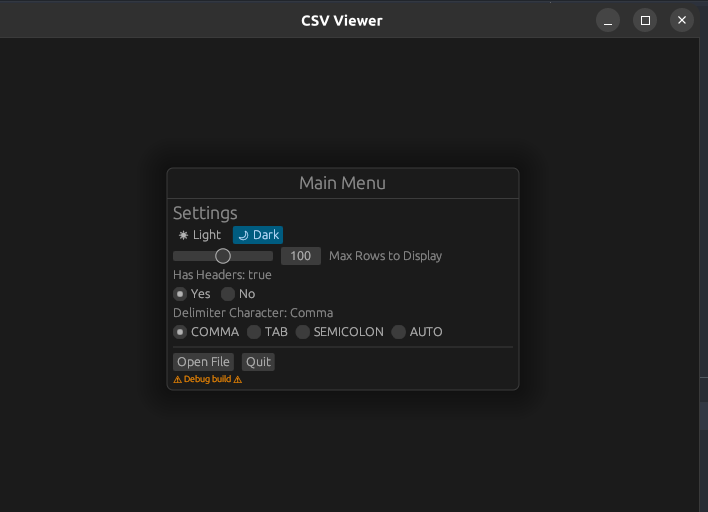 CSV Viewer
Main Menu
Settings
☀ Light 🌙 Dark
100 Max Rows to Display
Has Headers: true
Yes No
Delimiter Character: Comma
COMMA TAB SEMICOLON AUTO
Open File Quit
⚠ Debug build ⚠